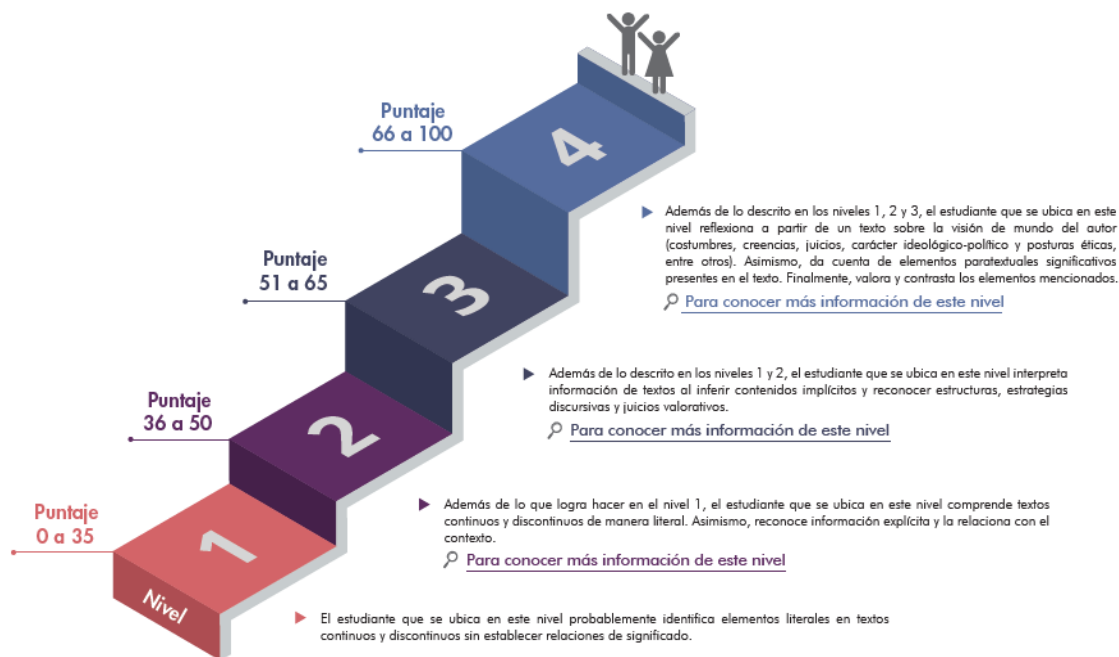 Puntaje
66 a 100
4
Además de lo descrito en los niveles 1, 2 y 3, el estudiante que se ubica en este
nivel reflexiona a partir de un texto sobre la visión de mundo del autor
(costumbres, creencias, juicios, carácter ideológico-político y posturas éticas,
entre otros). Asimismo, da cuenta de elementos paratextuales significativos
presentes en el texto. Finalmente, valora y contrasta los elementos mencionados.
Para conocer más información de este nivel
Puntaje
51 a 65
3
Además de lo descrito en los niveles 1 y 2, el estudiante que se ubica en este nivel interpreta
información de textos al inferir contenidos implícitos y reconocer estructuras, estrategias
discursivas y juicios valorativos.
Para conocer más información de este nivel
Puntaje
36 a 50
2
Además de lo que logra hacer en el nivel 1, el estudiante que se ubica en este nivel comprende textos
continuos y discontinuos de manera literal. Asimismo, reconoce información explícita y la relaciona con el
contexto.
Para conocer más información de este nivel
Puntaje
0 a 35
1
Nivel
El estudiante que se ubica en este nivel probablemente identifica elementos literales en textos
continuos y discontinuos sin establecer relaciones de significado.